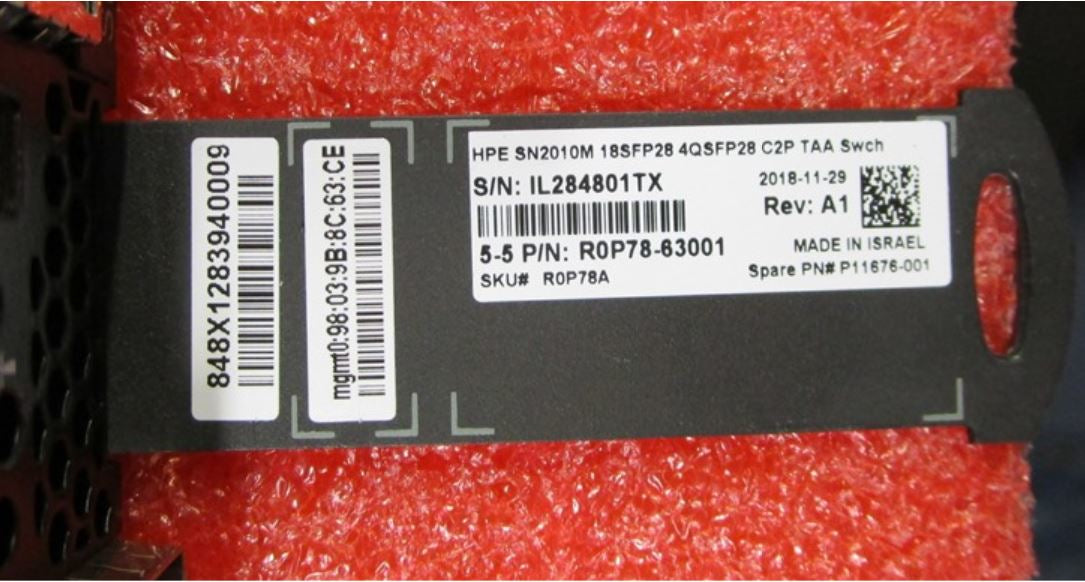 848X1283940009
mgmt0:98:03:9B:8C:63:CE
HPE SN2010M 18SFP28 4QSFP28 C2P TAA Swch
S/N: IL284801TX
2018-11-29
Rev: A1
5-5 P/N: R0P78-63001
MADE IN ISRAEL
SKU# R0P78A
Spare PN# P11676-001